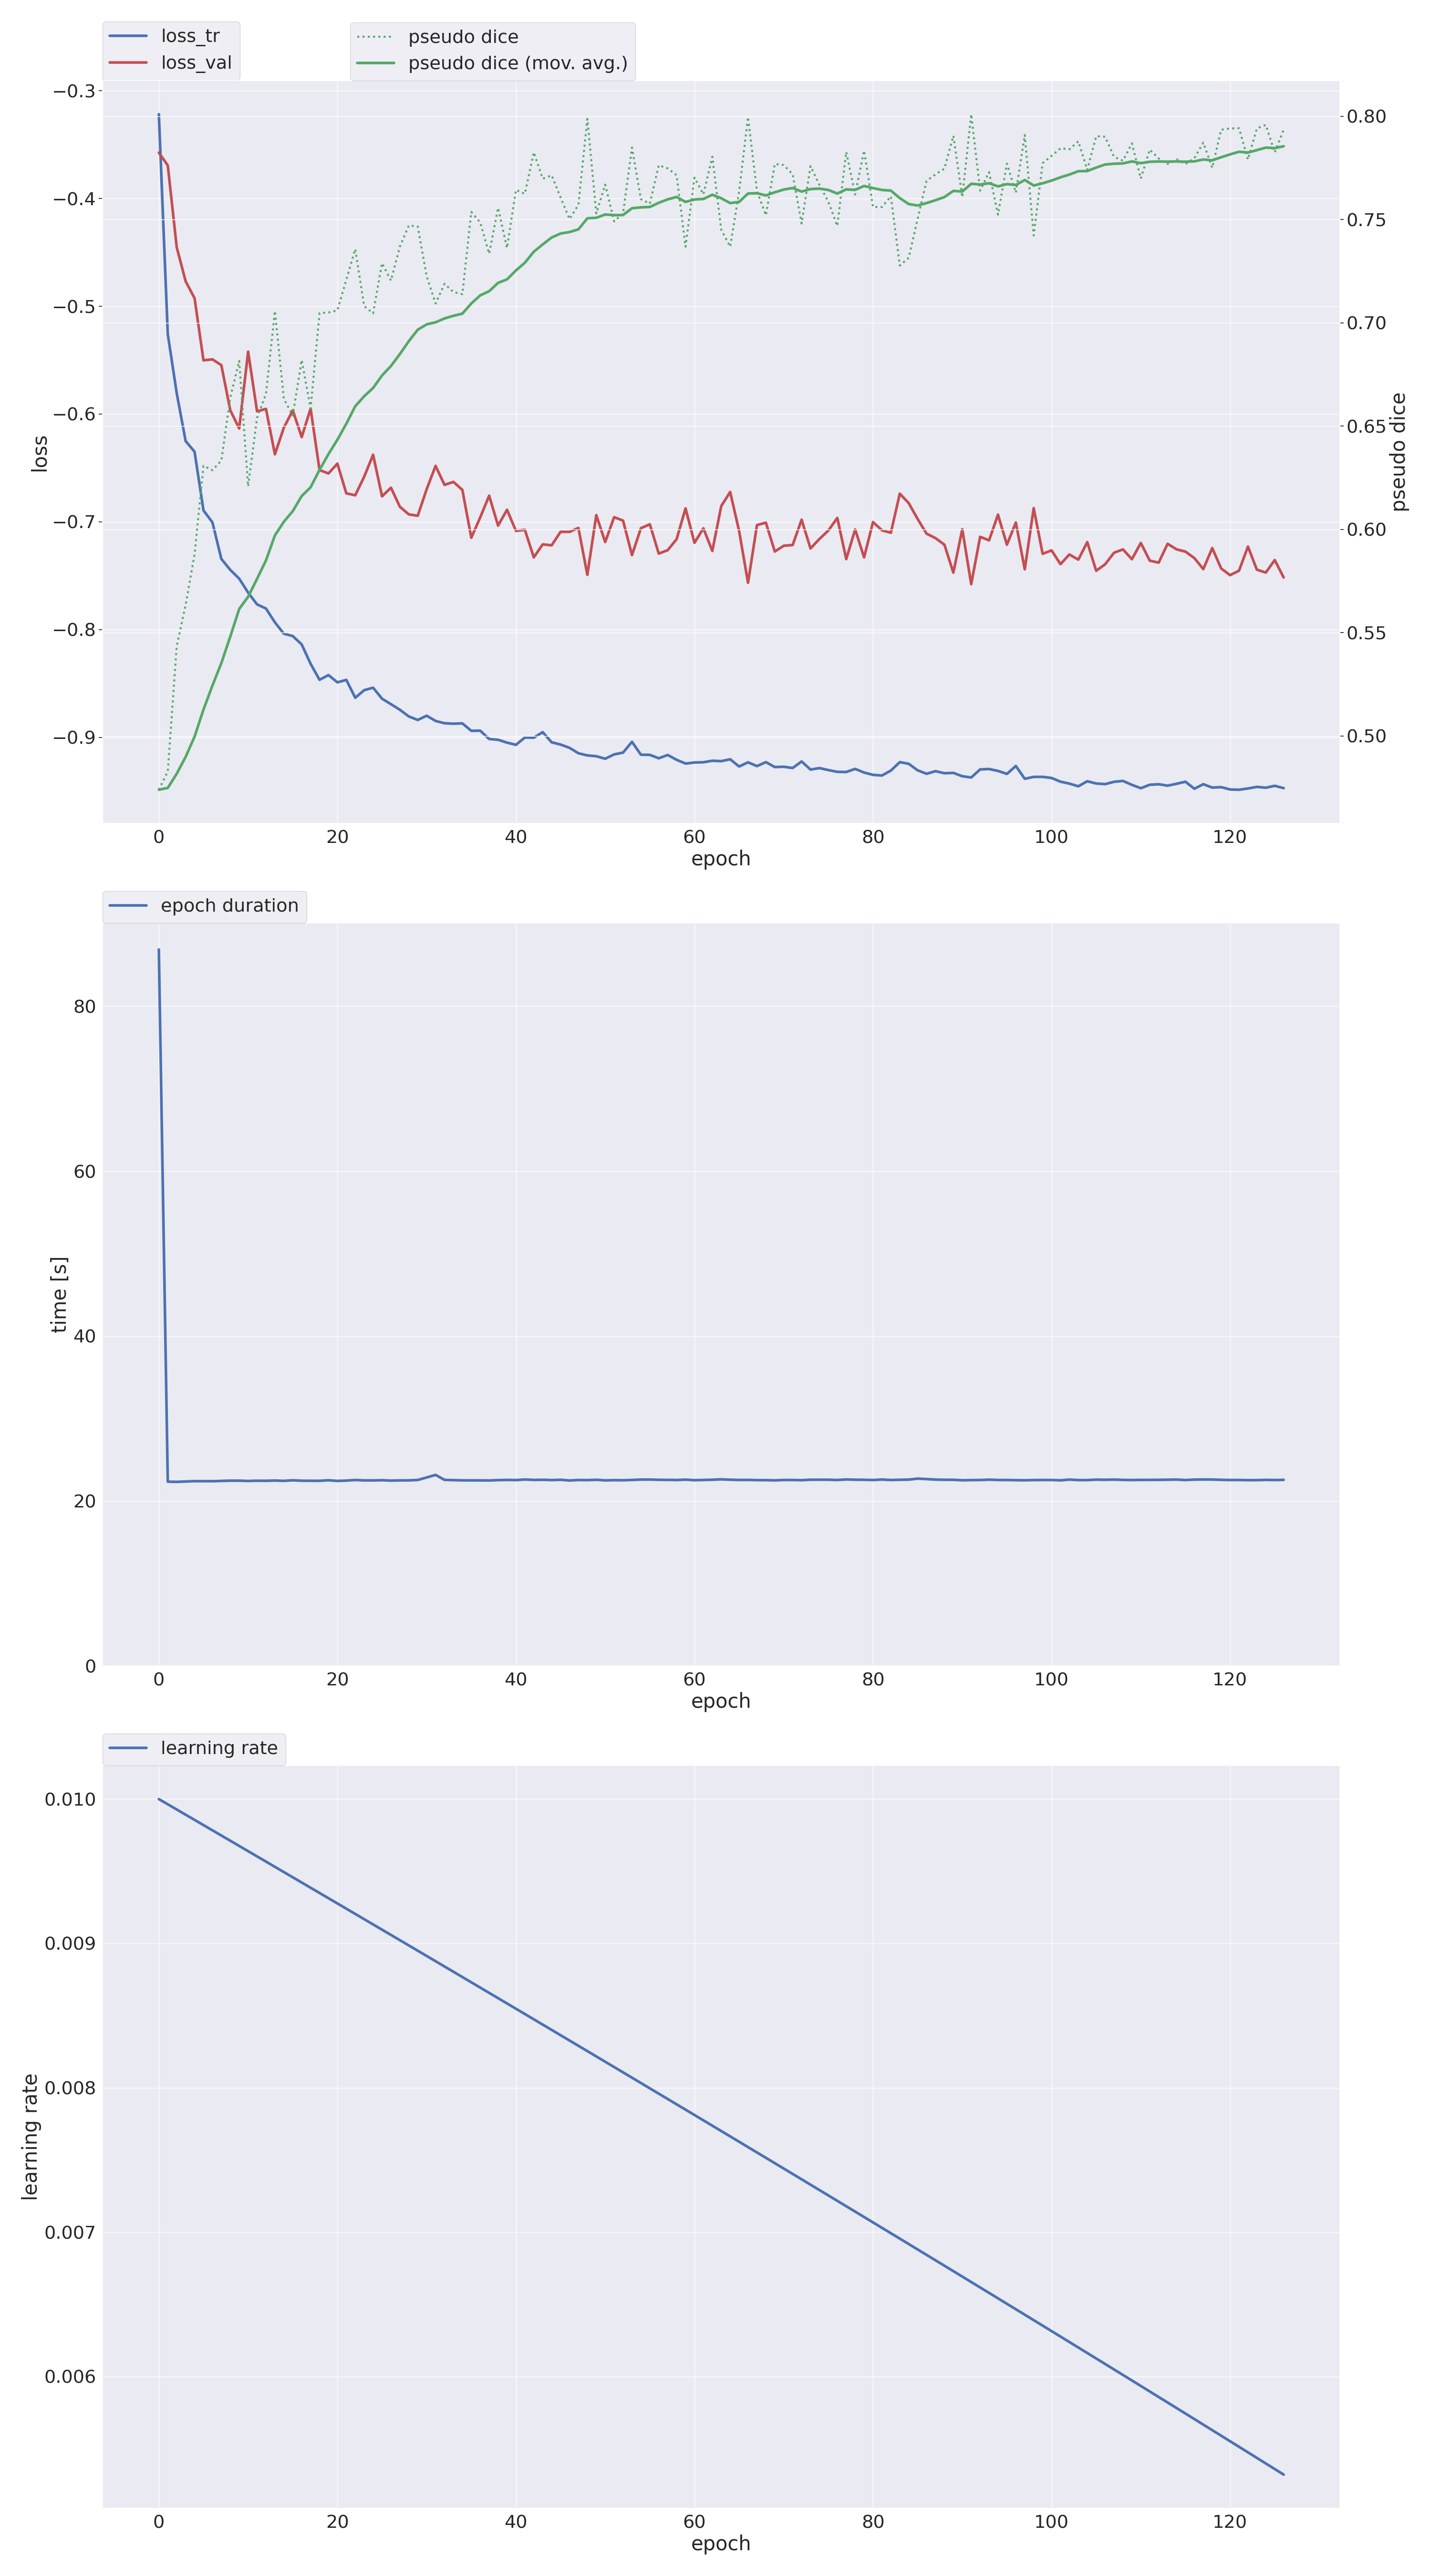 loss_tr
loss_val
pseudo dice
pseudo dice (mov. avg.)
−0.3
−0.4
−0.5
−0.6
−0.7
−0.8
−0.9
loss
0.80
0.75
0.70
0.65
0.60
0.55
0.50
pseudo dice
0 20 40 60 80 100 120
epoch
epoch duration
80
60
40
20
0
time [s]
0 20 40 60 80 100 120
epoch
learning rate
0.010
0.009
0.008
0.007
0.006
learning rate
0 20 40 60 80 100 120
epoch